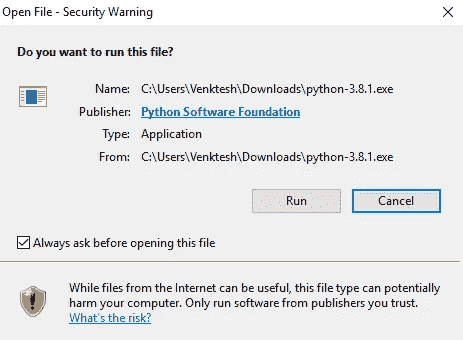 Open File - Security Warning
Do you want to run this file?
Name: C:\Users\Venktesh\Downloads\python-3.8.1.exe
Publisher: Python Software Foundation
Type: Application
From: C:\Users\Venktesh\Downloads\python-3.8.1.exe
Run Cancel
Always ask before opening this file
While files from the Internet can be useful, this file type can potentially
harm your computer. Only run software from publishers you trust.
What's the risk?